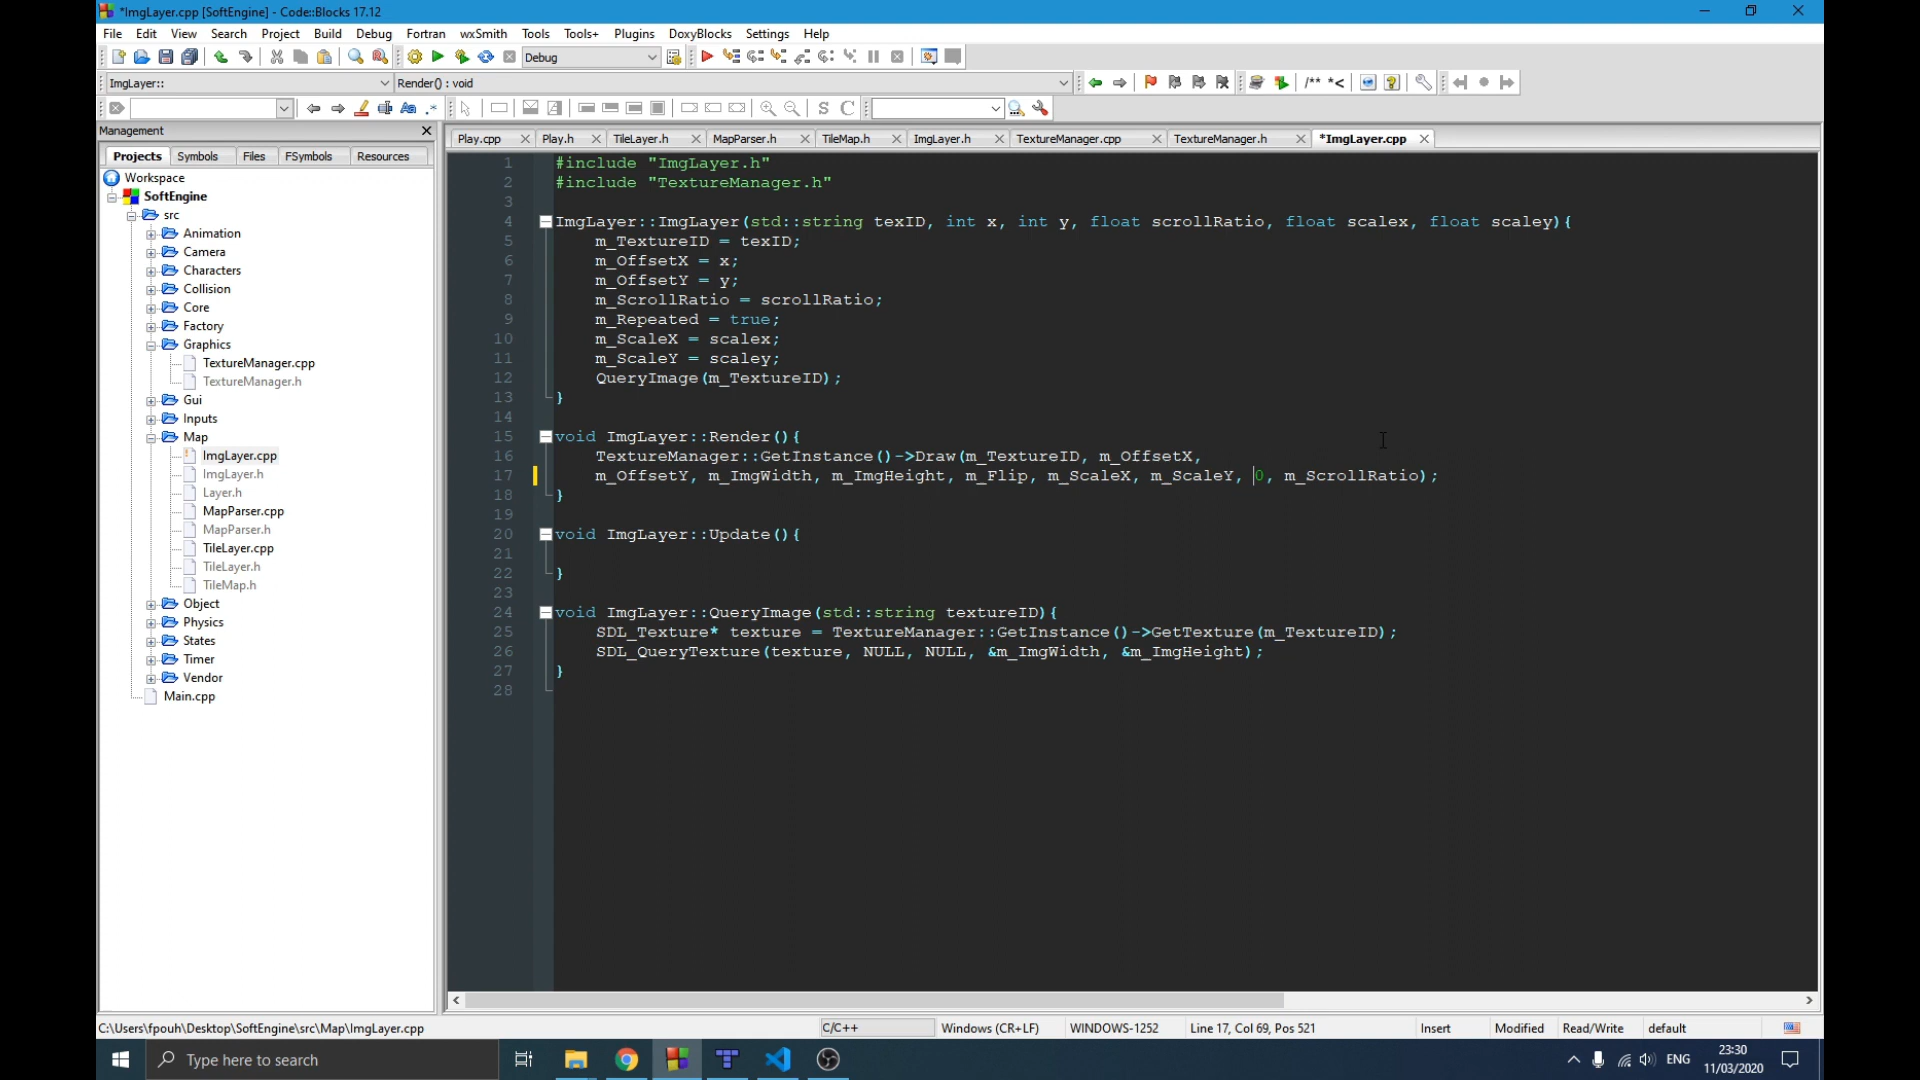 *ImgLayer.cpp [SoftEngine] - Code::Blocks 17.12
File Edit View Search Project Build Debug Fortran wxSmith Tools Tools+ Plugins DoxyBlocks Settings Help
Debug
ImgLayer:: Render() : void
/** *<
S C
Management
Projects Symbols Files FSymbols Resources
Workspace
SoftEngine
src
Animation
Camera
Characters
Collision
Core
Factory
Graphics
TextureManager.cpp
TextureManager.h
Gui
Inputs
Map
ImgLayer.cpp
ImgLayer.h
Layer.h
MapParser.cpp
MapParser.h
TileLayer.cpp
TileLayer.h
TileMap.h
Object
Physics
States
Timer
Vendor
Main.cpp
Play.cpp Play.h TileLayer.h MapParser.h TileMap.h ImgLayer.h TextureManager.cpp TextureManager.h *ImgLayer.cpp
1 #include "ImgLayer.h"
2 #include "TextureManager.h"
3
4 ImgLayer::ImgLayer(std::string texID, int x, int y, float scrollRatio, float scalex, float scaley){
5 m_TextureID = texID;
6 m_OffsetX = x;
7 m_OffsetY = y;
8 m_ScrollRatio = scrollRatio;
9 m_Repeated = true;
10 m_ScaleX = scalex;
11 m_ScaleY = scaley;
12 QueryImage(m_TextureID);
13 }
14
15 void ImgLayer::Render(){
16 TextureManager::GetInstance()->Draw(m_TextureID, m_OffsetX,
17 m_OffsetY, m_ImgWidth, m_ImgHeight, m_Flip, m_ScaleX, m_ScaleY, 0, m_ScrollRatio);
18 }
19
20 void ImgLayer::Update(){
21
22 }
23
24 void ImgLayer::QueryImage(std::string textureID){
25 SDL_Texture* texture = TextureManager::GetInstance()->GetTexture(m_TextureID);
26 SDL_QueryTexture(texture, NULL, NULL, &m_ImgWidth, &m_ImgHeight);
27 }
28
C:\Users\fpouh\Desktop\SoftEngine\src\Map\ImgLayer.cpp C/C++ Windows (CR+LF) WINDOWS-1252 Line 17, Col 69, Pos 521 Insert Modified Read/Write default
Type here to search ENG 23:30
11/03/2020